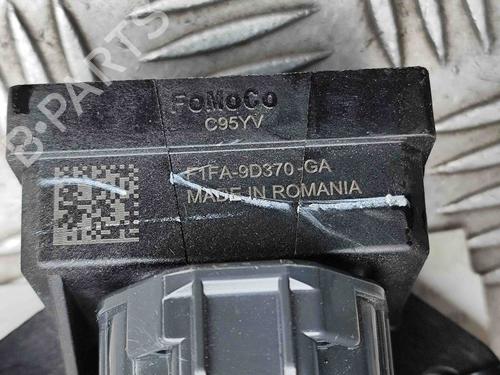 B-PARTS
FoMoCo
C95YV
F1FA-9D370-GA
MADE IN ROMANIA